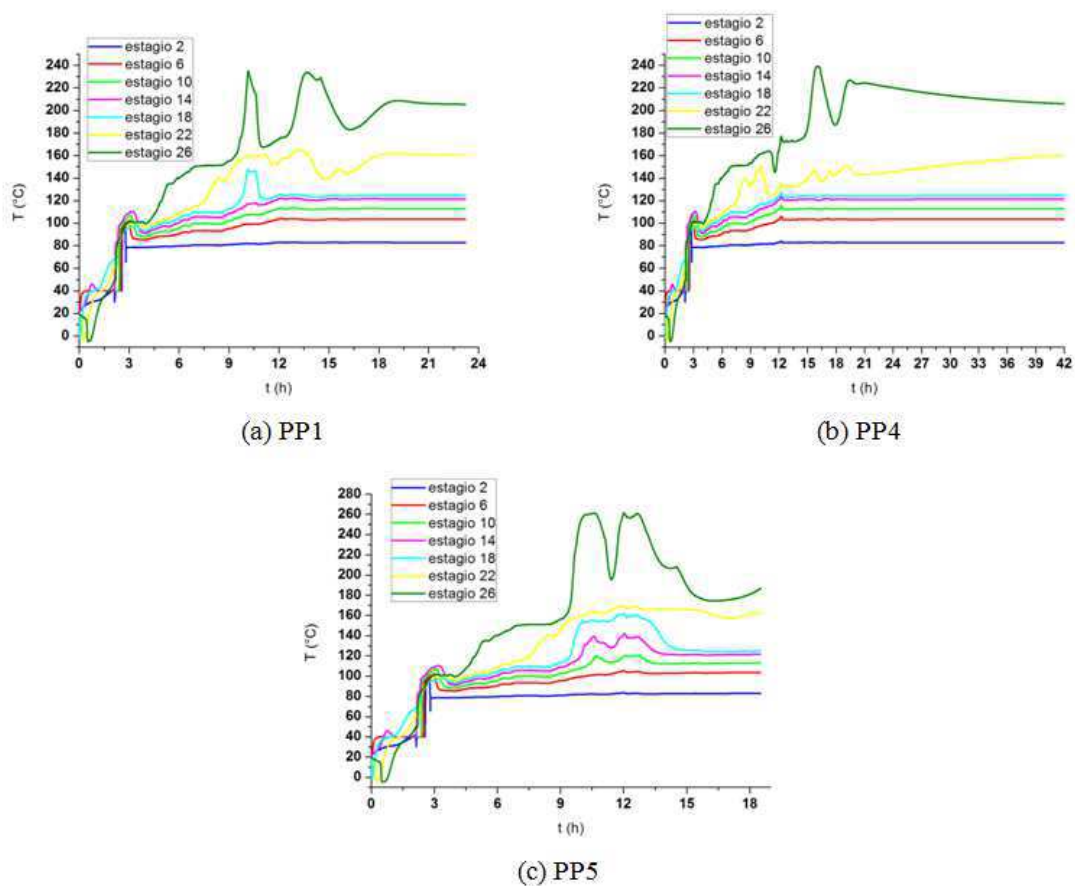 estagio 2
estagio 6
estagio 10
estagio 14
estagio 18
estagio 22
estagio 26
240
220
200
180
160
140
120
100
80
60
40
20
0
T (°C)
0 3 6 9 12 15 18 21 24
t (h)
(a) PP1
estagio 2
estagio 6
estagio 10
estagio 14
estagio 18
estagio 22
estagio 26
240
220
200
180
160
140
120
100
80
60
40
20
0
T (°C)
0 3 6 9 12 15 18 21 24 27 30 33 36 39 42
t (h)
(b) PP4
estagio 2
estagio 6
estagio 10
estagio 14
estagio 18
estagio 22
estagio 26
280
260
240
220
200
180
160
140
120
100
80
60
40
20
0
T (°C)
0 3 6 9 12 15 18
t (h)
(c) PP5